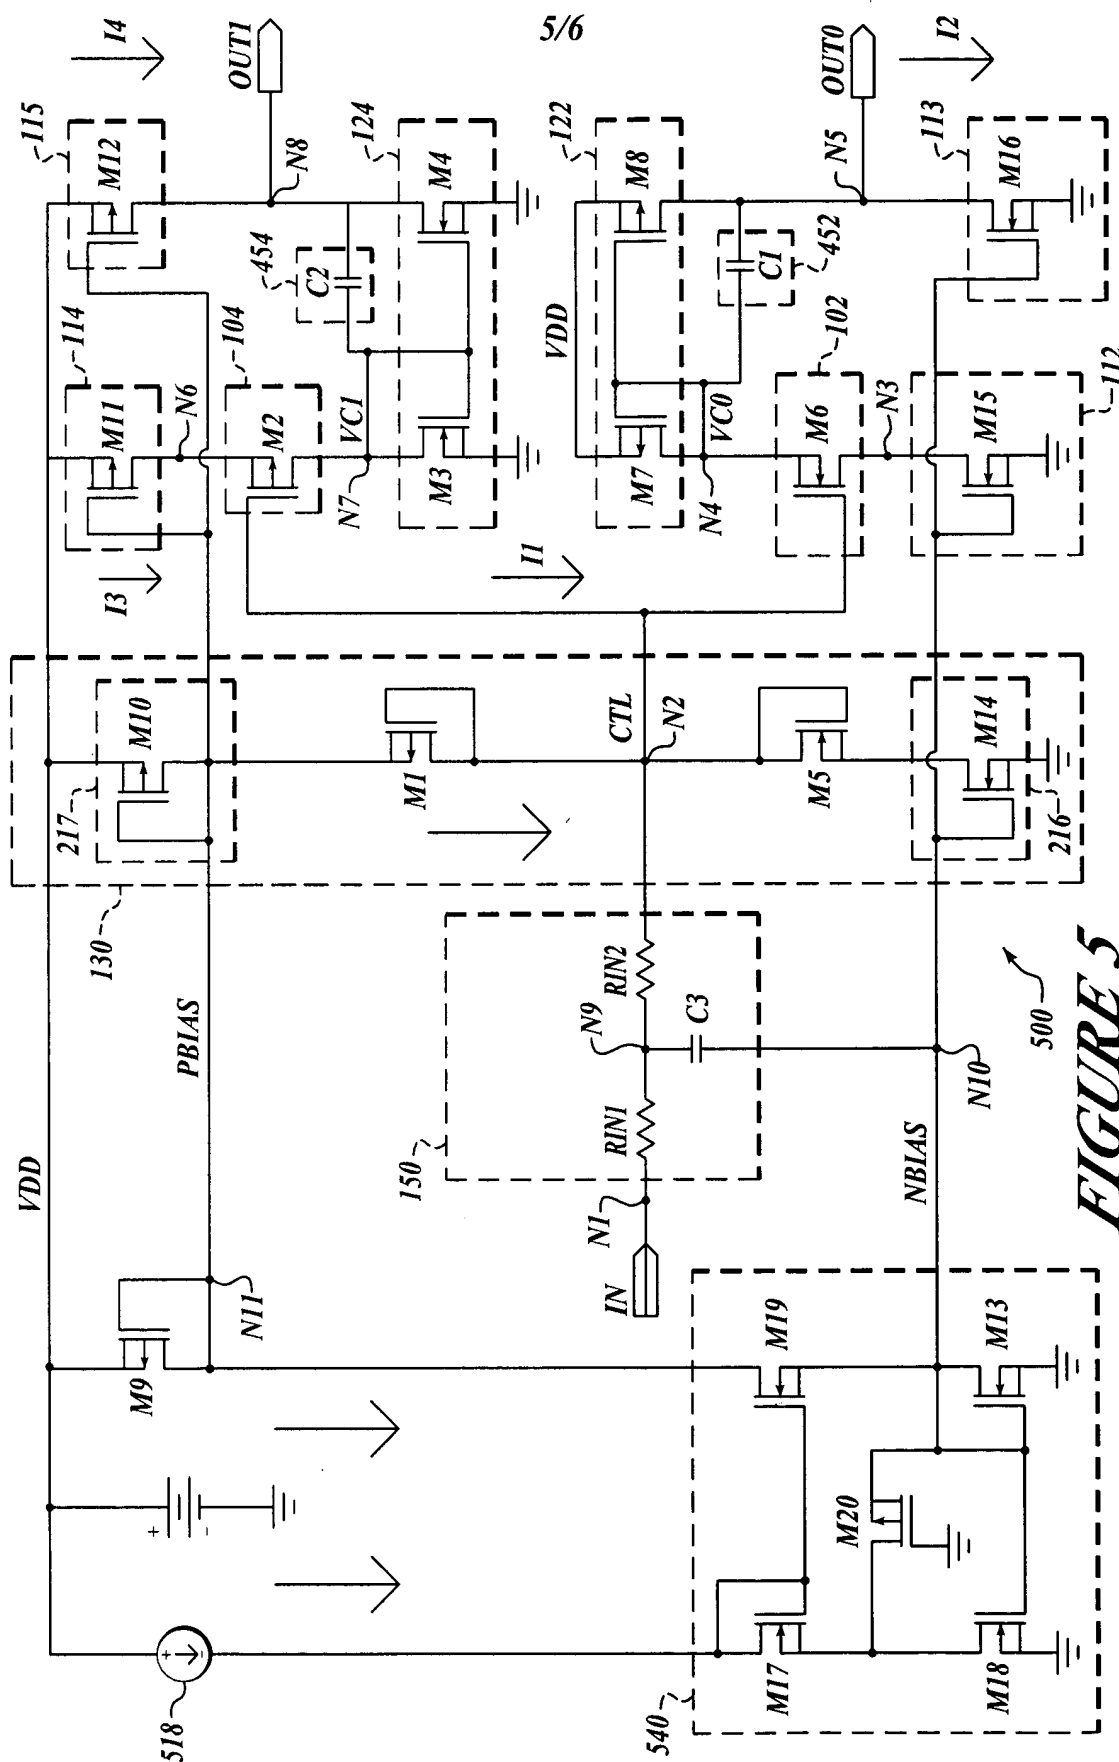 5/6
I4
OUT1
115
M12
N8
124
M4
454
C2
122
M8
N5
OUT0
I2
113
M16
452
C1
114
M11
N6
104
M2
VC1
N7
M3
VDD
M7
VC0
N4
102
M6
N3
M15
112
I3
I1
217
M10
M1
CTL
N2
M5
M14
216
130
PBIAS
150
RIN1
N9
RIN2
C3
N10
NBIAS
500
FIGURE 5
VDD
N11
M9
N1
IN
M19
M13
M20
+
-
+
-
518
M17
M18
540